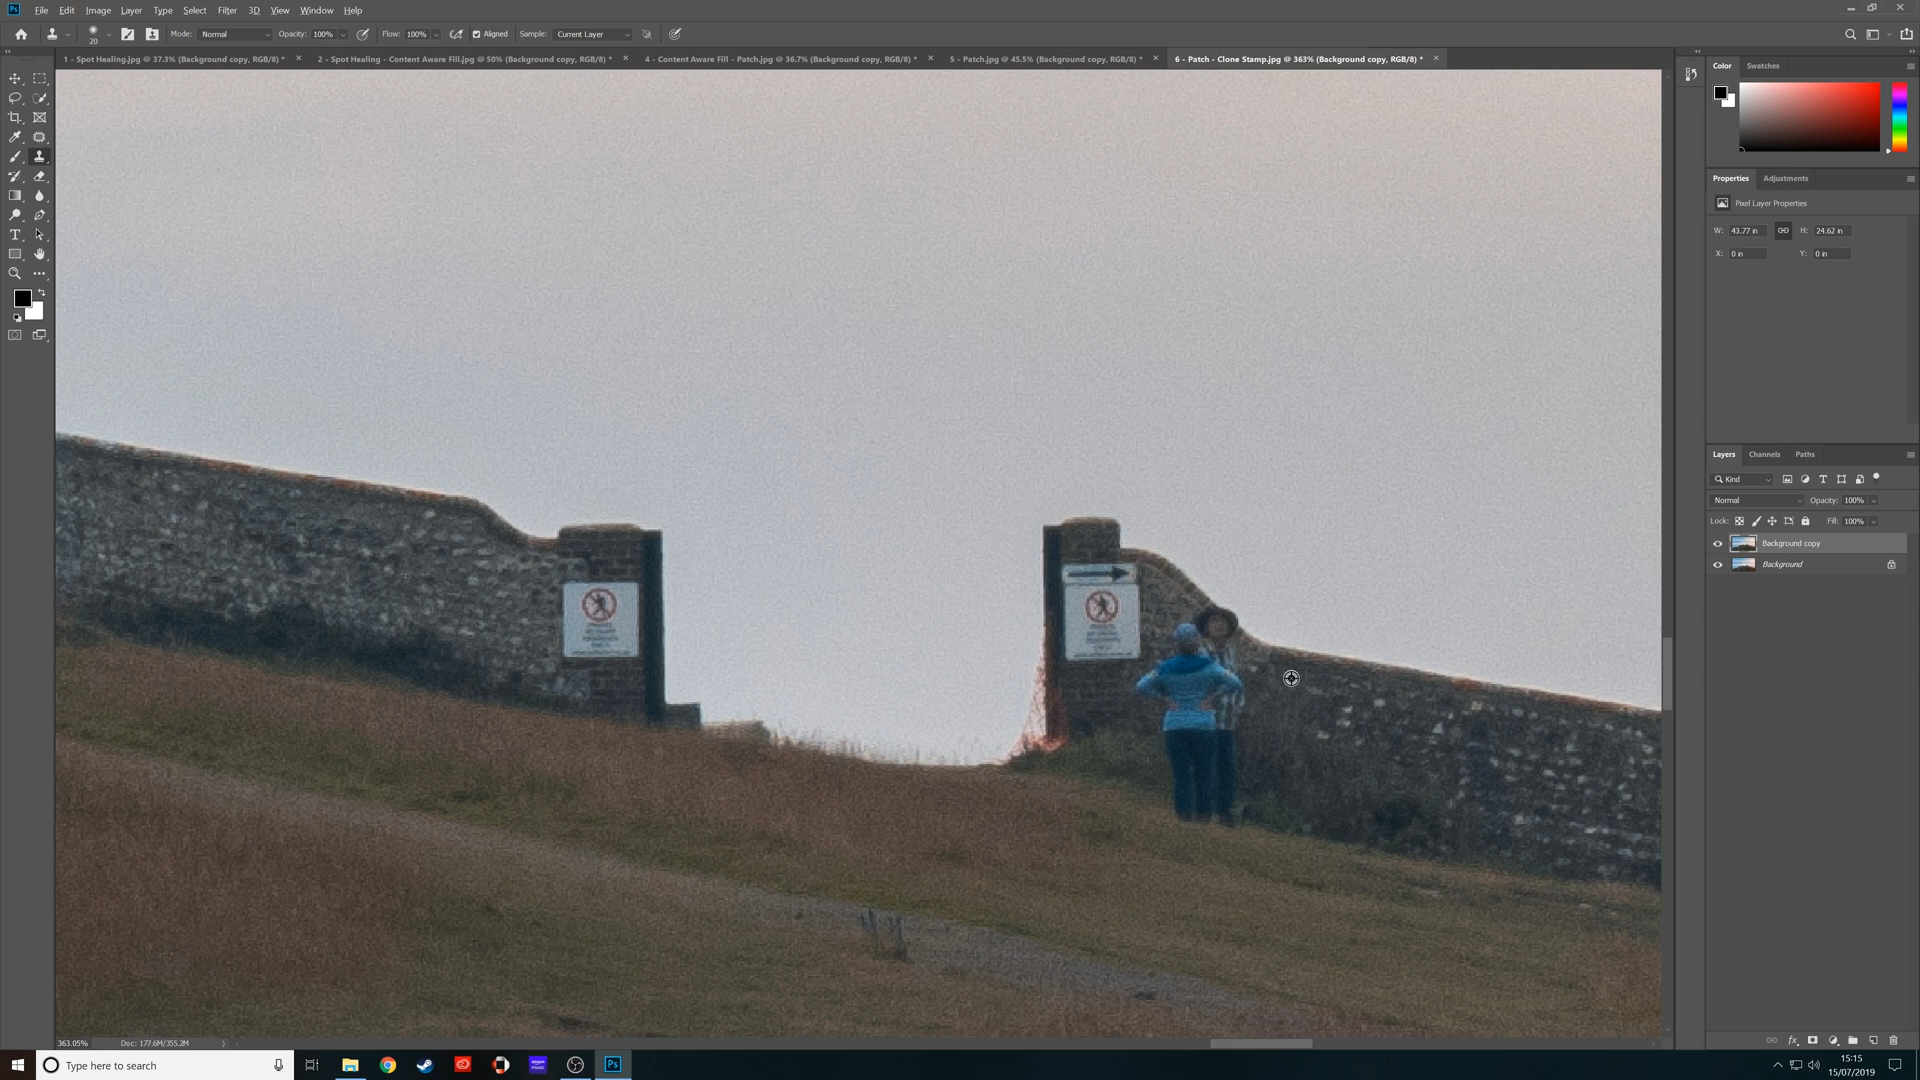 Ps File Edit Image Layer Type Select Filter 3D View Window Help
20 Mode: Normal Opacity: 100% Flow: 100% Aligned Sample: Current Layer
1 - Spot Healing.jpg @ 37.3% (Background copy, RGB/8) * × 2 - Spot Healing - Content Aware Fill.jpg @ 50% (Background copy, RGB/8) * × 4 - Content Aware Fill - Patch.jpg @ 36.7% (Background copy, RGB/8) * × 5 - Patch.jpg @ 45.5% (Background copy, RGB/8) * × 6 - Patch - Clone Stamp.jpg @ 363% (Background copy, RGB/8) * ×
Color Swatches
Properties Adjustments
Pixel Layer Properties
W: 43.77 in H: 24.62 in
X: 0 in Y: 0 in
Layers Channels Paths
Kind
Normal Opacity: 100%
Lock: Fill: 100%
Background copy
Background
363.05% Doc: 177.6M/355.2M
Type here to search
amazon music
Ps
15:15
15/07/2019